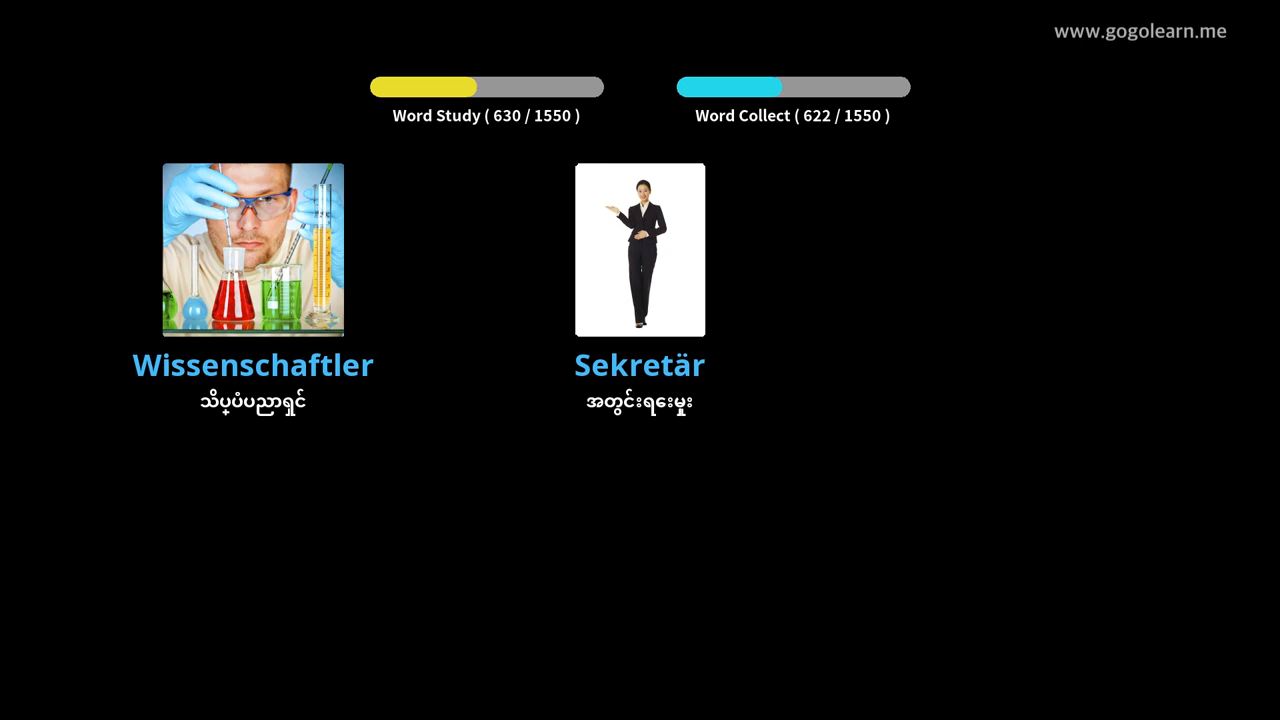 www.gogolearn.me
Word Study ( 630 / 1550 )
Word Collect ( 622 / 1550 )
Wissenschaftler
သိပ္ပံပညာရှင်
Sekretär
အတွင်းရေးမှူး